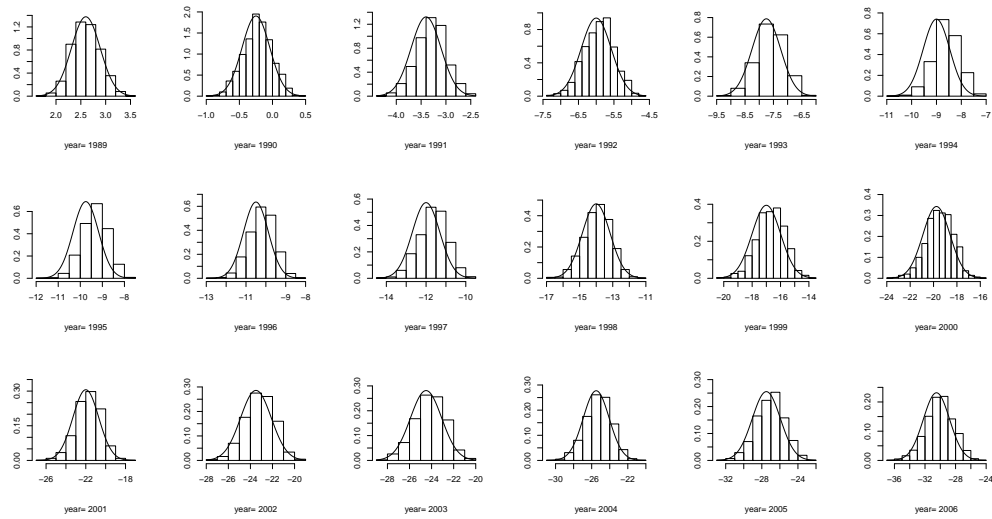 0.0 0.4 0.8 1.2
2.0 2.5 3.0 3.5
year= 1989
0.0 0.5 1.0 1.5 2.0
−1.0 −0.5 0.0 0.5
year= 1990
0.0 0.4 0.8 1.2
−4.5 −3.5 −2.5
year= 1991
0.0 0.2 0.4 0.6 0.8 1.0
−7.5 −6.5 −5.5 −4.5
year= 1992
0.0 0.2 0.4 0.6 0.8
−9.5 −8.5 −7.5 −6.5
year= 1993
0.0 0.2 0.4 0.6 0.8
−11 −10 −9 −8 −7
year= 1994
0.0 0.2 0.4 0.6
−12 −11 −10 −9 −8
year= 1995
0.0 0.2 0.4 0.6
−13 −11 −9 −8
year= 1996
0.0 0.2 0.4 0.6
−14 −12 −10
year= 1997
0.0 0.2 0.4
−17 −15 −13 −11
year= 1998
0.0 0.2 0.4
−20 −18 −16 −14
year= 1999
0.0 0.1 0.2 0.3 0.4
−24 −22 −20 −18 −16
year= 2000
0.00 0.15 0.30
−26 −22 −18
year= 2001
0.00 0.10 0.20 0.30
−28 −26 −24 −22 −20
year= 2002
0.00 0.10 0.20 0.30
−28 −26 −24 −22 −20
year= 2003
0.00 0.10 0.20 0.30
−30 −26 −22
year= 2004
0.00 0.15 0.30
−32 −28 −24
year= 2005
0.00 0.10 0.20
−36 −32 −28 −24
year= 2006